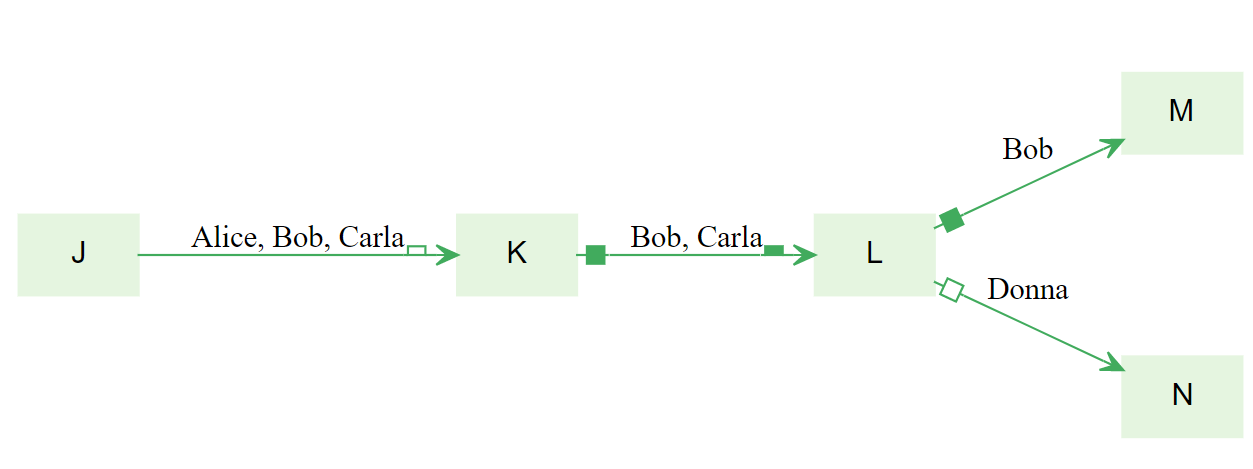 M
Bob
J
Alice, Bob, Carla
K
Bob, Carla
L
Donna
N